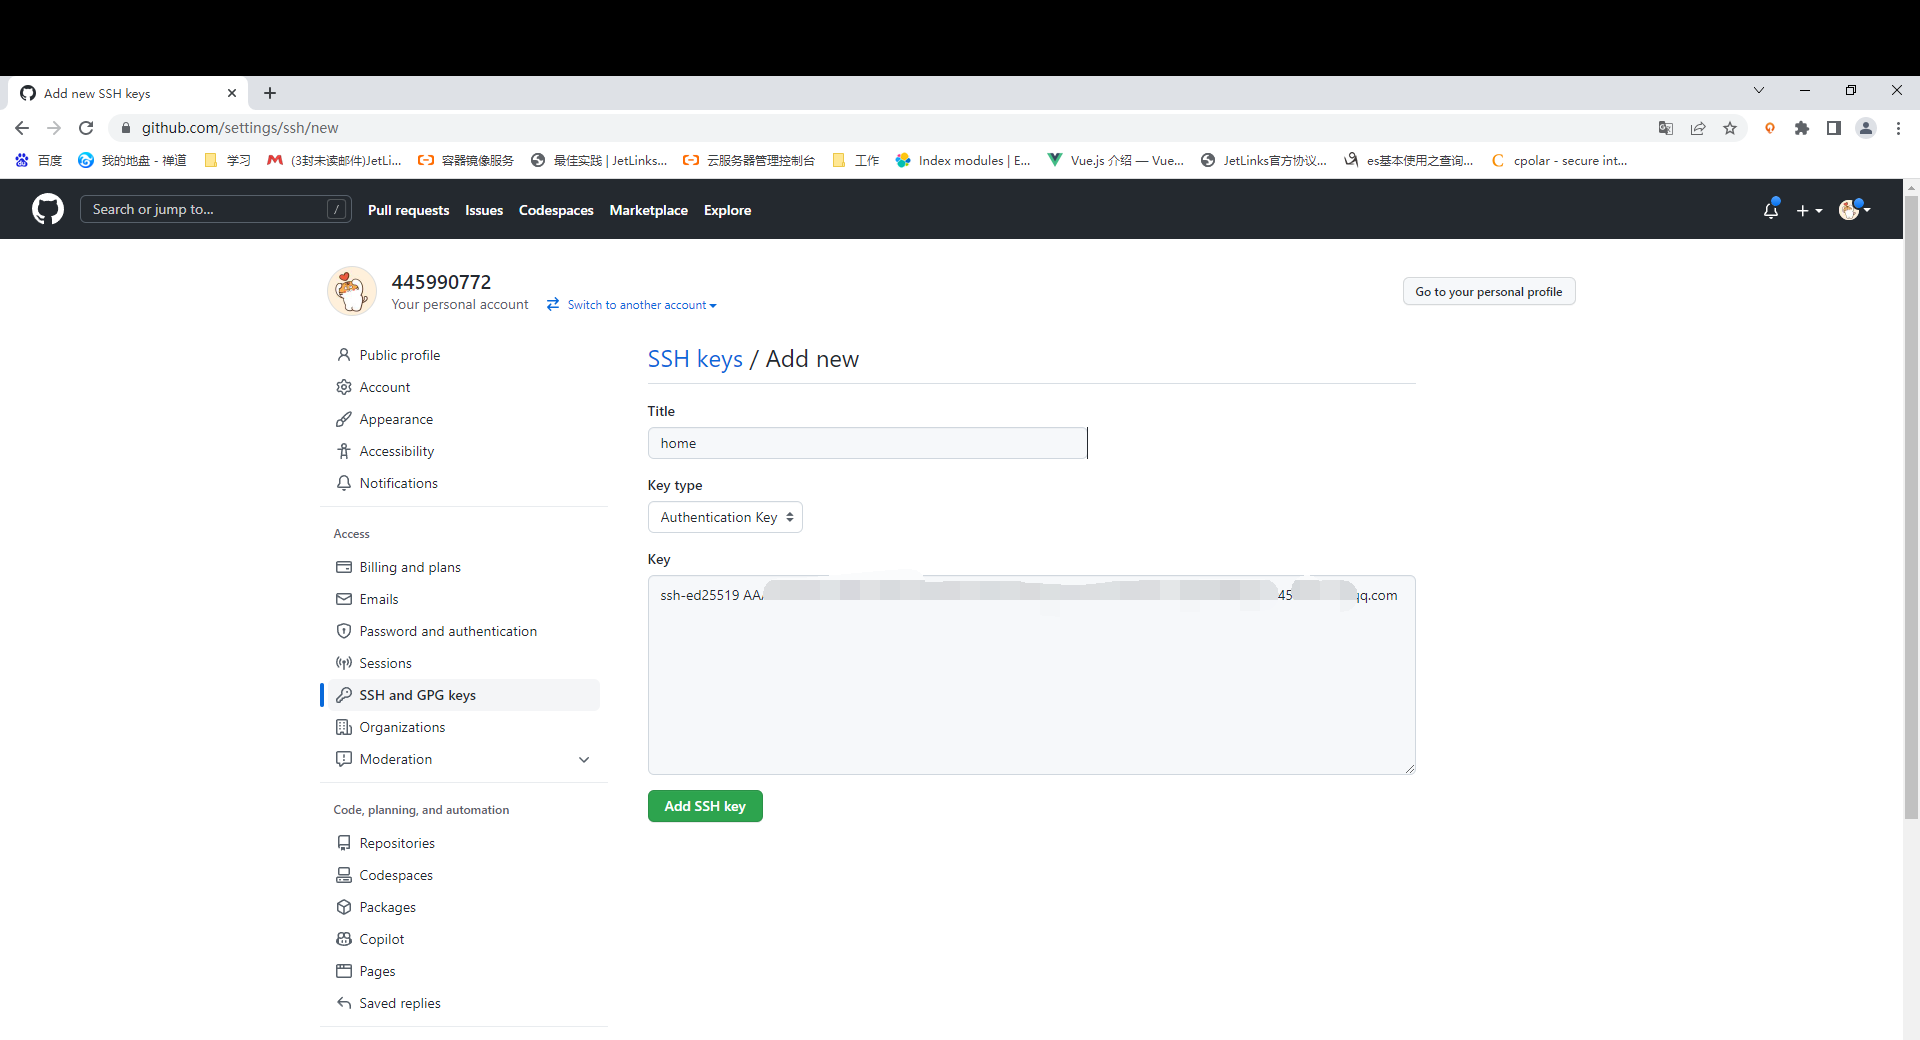 Add new SSH keys
github.com/settings/ssh/new
百度 我的地盘 - 禅道 学习 (3封未读邮件)JetLi... 容器镜像服务 最佳实践 | JetLinks... 云服务器管理控制台 工作 Index modules | E... Vue.js 介绍 — Vue... JetLinks官方协议... es基本使用之查询... cpolar - secure int...
Search or jump to... / Pull requests Issues Codespaces Marketplace Explore
445990772
Your personal account Switch to another account
Go to your personal profile
Public profile
Account
Appearance
Accessibility
Notifications
Access
Billing and plans
Emails
Password and authentication
Sessions
SSH and GPG keys
Organizations
Moderation
Code, planning, and automation
Repositories
Codespaces
Packages
Copilot
Pages
Saved replies
SSH keys / Add new
Title
home
Key type
Authentication Key
Key
ssh-ed25519 AA 45 q.com
Add SSH key